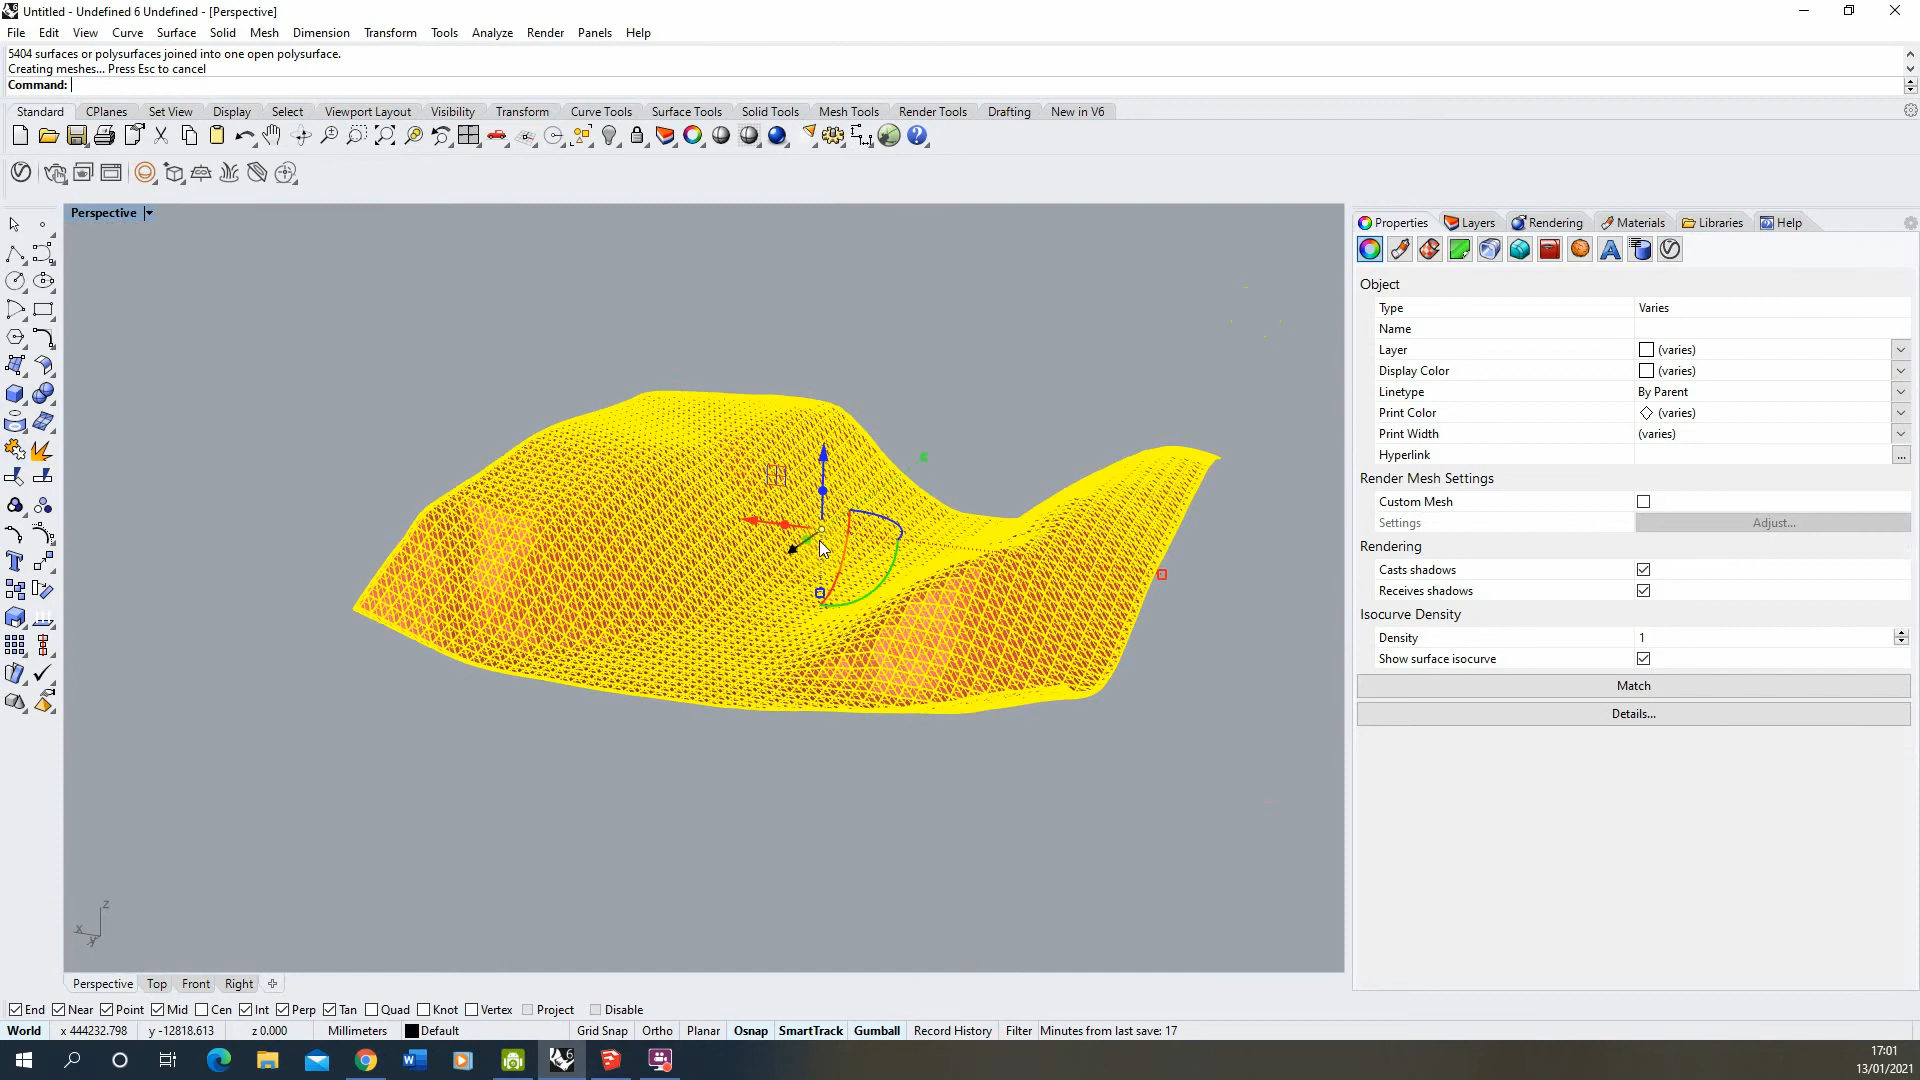 Untitled - Undefined 6 Undefined - [Perspective]
File Edit View Curve Surface Solid Mesh Dimension Transform Tools Analyze Render Panels Help
5404 surfaces or polysurfaces joined into one open polysurface.
Creating meshes... Press Esc to cancel
Command:
Standard CPlanes Set View Display Select Viewport Layout Visibility Transform Curve Tools Surface Tools Solid Tools Mesh Tools Render Tools Drafting New in V6
Perspective
Properties Layers Rendering Materials Libraries Help
Object
Type Varies
Name
Layer (varies)
Display Color (varies)
Linetype By Parent
Print Color (varies)
Print Width (varies)
Hyperlink ...
Render Mesh Settings
Custom Mesh
Settings Adjust...
Rendering
Casts shadows
Receives shadows
Isocurve Density
Density 1
Show surface isocurve
Match
Details...
z
x
y
Perspective Top Front Right
End Near Point Mid Cen Int Perp Tan Quad Knot Vertex Project Disable
World x 444232.798 y -12818.613 z 0.000 Millimeters Default Grid Snap Ortho Planar Osnap SmartTrack Gumball Record History Filter Minutes from last save: 17
17:01
13/01/2021